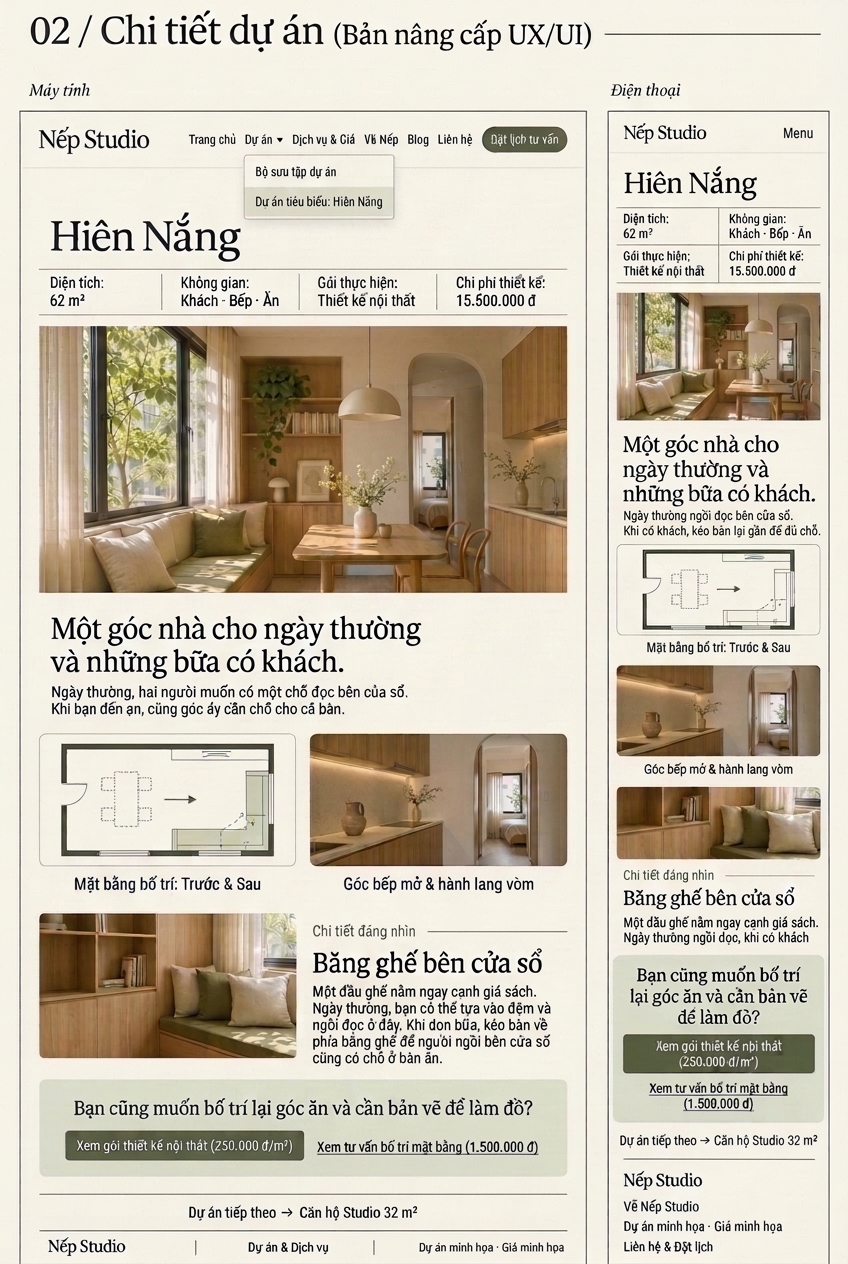 02 / Chi tiết dự án (Bản nâng cấp UX/UI)
Máy tính
Nếp Studio
Trang chủ Dự án Dịch vụ & Giá Về Nếp Blog Liên hệ Đặt lịch tư vấn
Bộ sưu tập dự án
Dự án tiêu biểu: Hiên Nắng
Hiên Nắng
Diện tích:
62 m²
Không gian:
Khách - Bếp · Ăn
Gói thực hiện:
Thiết kế nội thất
Chi phí thiết kế:
15.500.000 đ
Một góc nhà cho ngày thường
và những bữa có khách.
Ngày thường, hai người muốn có một chỗ đọc bên cửa sổ.
Khi bạn đến ạn, cũng góc áy cần chỗ cho cả bàn.
Mặt bằng bố trí: Trước & Sau
Góc bếp mở & hành lang vòm
Chi tiết đáng nhìn
Băng ghế bên cửa sổ
Một đầu ghế nằm ngay cạnh giá sách.
Ngày thường, bạn có thể tựa vào đệm và
ngồi đọc ở đây. Khi dọn bữa, kéo bàn về
phía bằng ghế để người ngồi bên cửa sổ
cũng có chỗ ở bàn ăn.
Bạn cũng muốn bố trí lại góc ăn và cần bản vẽ để làm đồ?
Xem gói thiết kế nội thất (250.000 đ/m²)
Xem tư vấn bố trí mặt bằng (1.500.000 đ)
Dự án tiếp theo → Căn hộ Studio 32 m²
Nếp Studio
Dự án & Dịch vụ
Dự án minh họa · Giá minh họa
Điện thoại
Nếp Studio
Menu
Hiên Nắng
Diện tích:
62 m²
Không gian:
Khách · Bếp · Ăn
Gói thực hiện:
Thiết kế nội thất
Chi phí thiết kế:
15.500.000 đ
Một góc nhà cho
ngày thường và
những bữa có khách.
Ngày thường ngồi đọc bên cửa sổ.
Khi có khách, kéo bàn lại gần để đủ chỗ.
Mặt bằng bố trí: Trước & Sau
Góc bếp mở & hành lang vòm
Chi tiết đáng nhìn
Băng ghế bên cửa sổ
Một đầu ghế nằm ngay cạnh giá sách.
Ngày thường ngồi đọc, khi có khách
Bạn cũng muốn bố trí
lại góc ăn và cần bản vẽ
để làm đồ?
Xem gói thiết kế nội thất
(250.000 đ/m²)
Xem tư vấn bố trí mặt bằng
(1.500.000 đ)
Dự án tiếp theo → Căn hộ Studio 32 m²
Nếp Studio
Về Nếp Studio
Dự án minh họa · Giá minh họa
Liên hệ & Đặt lịch